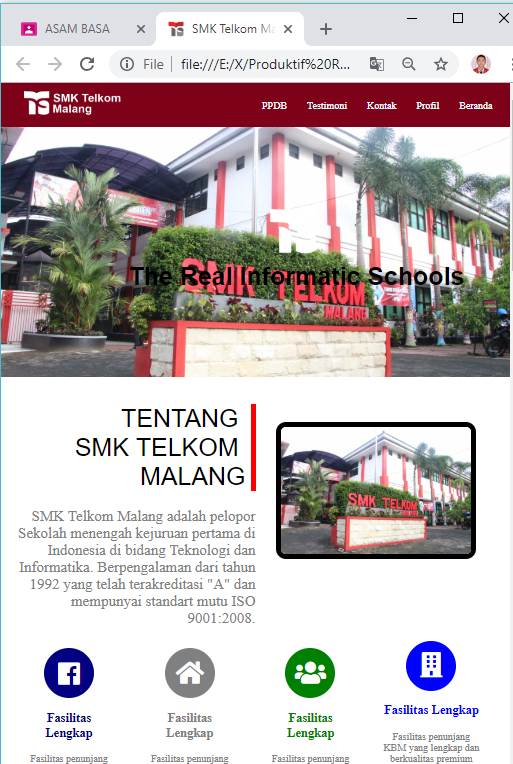 ASAM BASA
SMK Telkom Ma
File
file:///E:/X/Produktif%20R...
SMK Telkom
Malang
PPDB
Testimoni
Kontak
Profil
Beranda
The Real Informatic Schools
SMK TELKOM
MALANG
TENTANG
SMK TELKOM
MALANG
SMK TELKOM
SMK Telkom Malang adalah pelopor
Sekolah menengah kejuruan pertama di
Indonesia di bidang Teknologi dan
Informatika. Berpengalaman dari tahun
1992 yang telah terakreditasi "A" dan
mempunyai standart mutu ISO
9001:2008.
Fasilitas
Lengkap
Fasilitas penunjang
Fasilitas
Lengkap
Fasilitas penunjang
Fasilitas
Lengkap
Fasilitas penunjang
Fasilitas Lengkap
Fasilitas penunjang
KBM yang lengkap dan
berkualitas premium